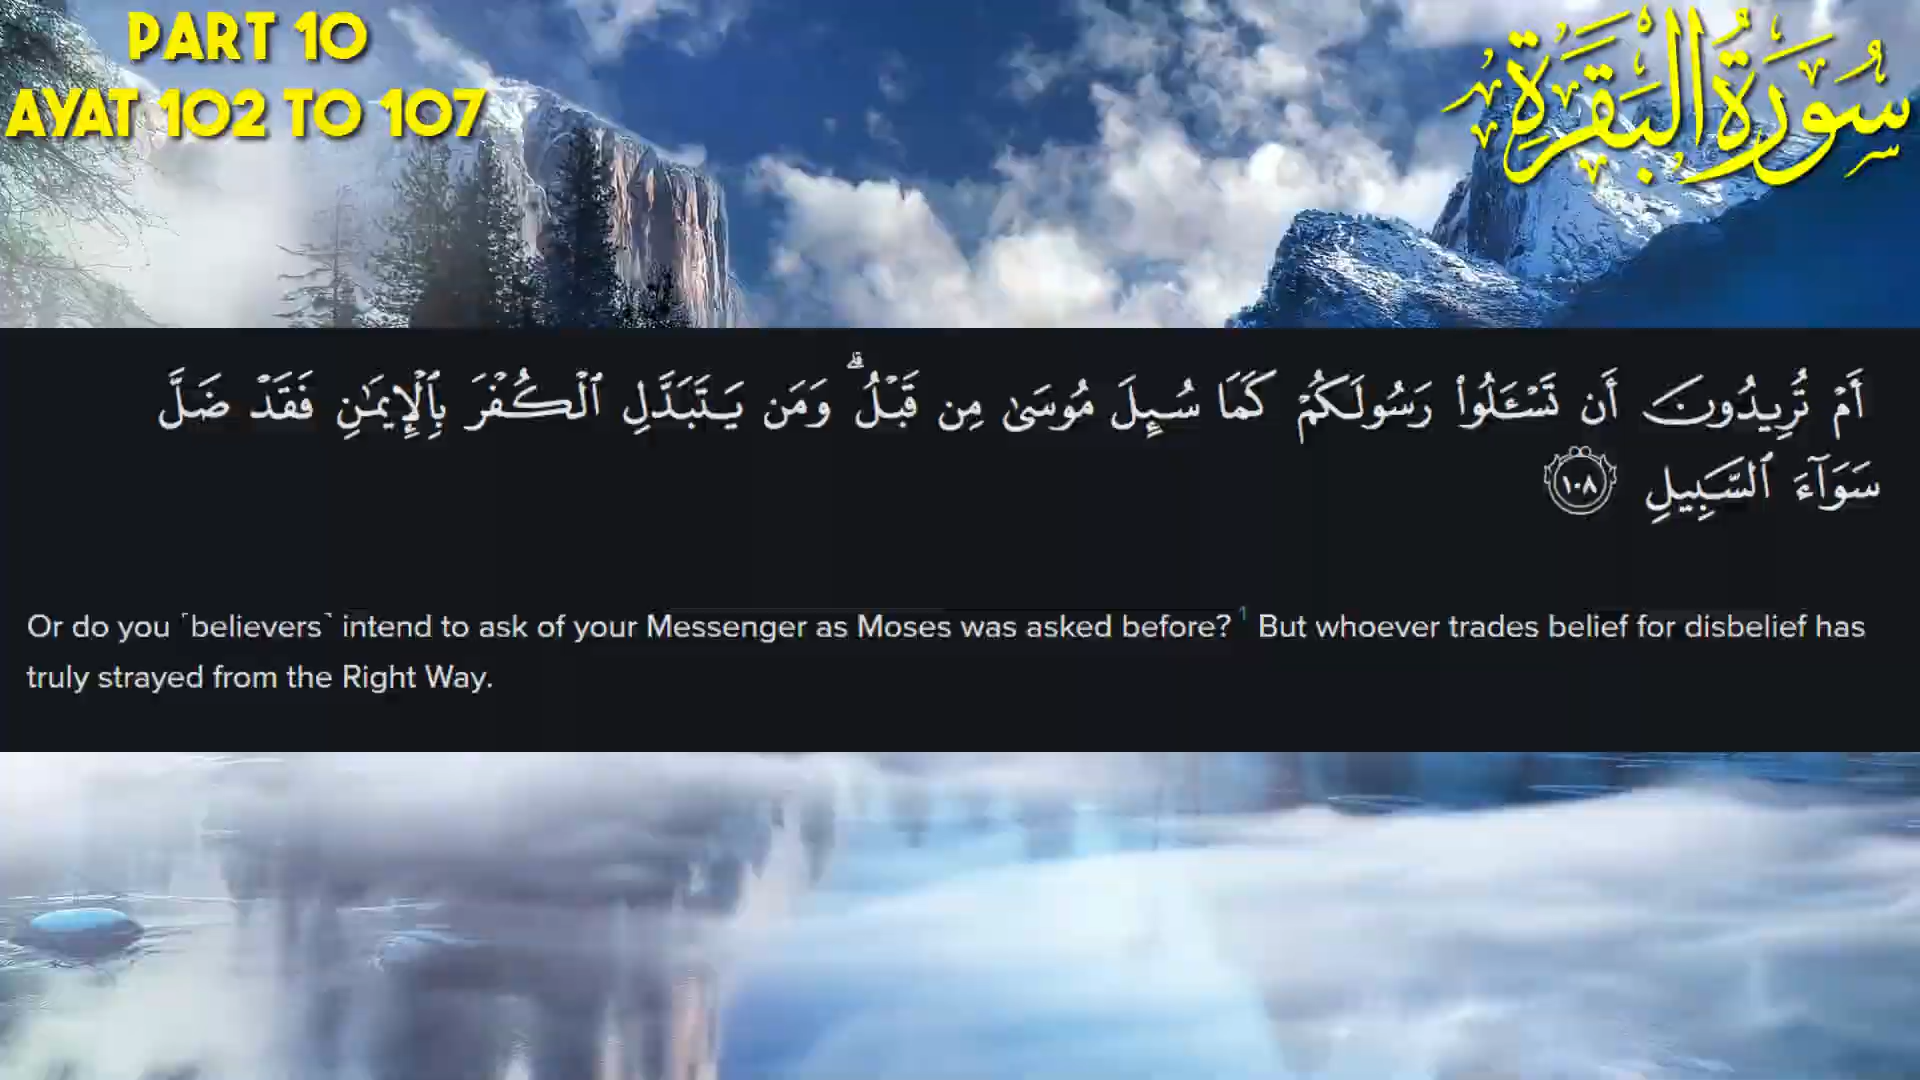 PART 10
AYAT 102 TO 107
سُورَةُ البَقَرَةِ
أَمْ تُرِيدُونَ أَن تَسْـَٔلُوا۟ رَسُولَكُمْ كَمَا سُئِلَ مُوسَىٰ مِن قَبْلُ ۗ وَمَن يَتَبَدَّلِ ٱلْكُفْرَ بِٱلْإِيمَـٰنِ فَقَدْ ضَلَّ
سَوَآءَ ٱلسَّبِيلِ ١٠٨
Or do you ˹believers˺ intend to ask of your Messenger as Moses was asked before? 1 But whoever trades belief for disbelief has
truly strayed from the Right Way.